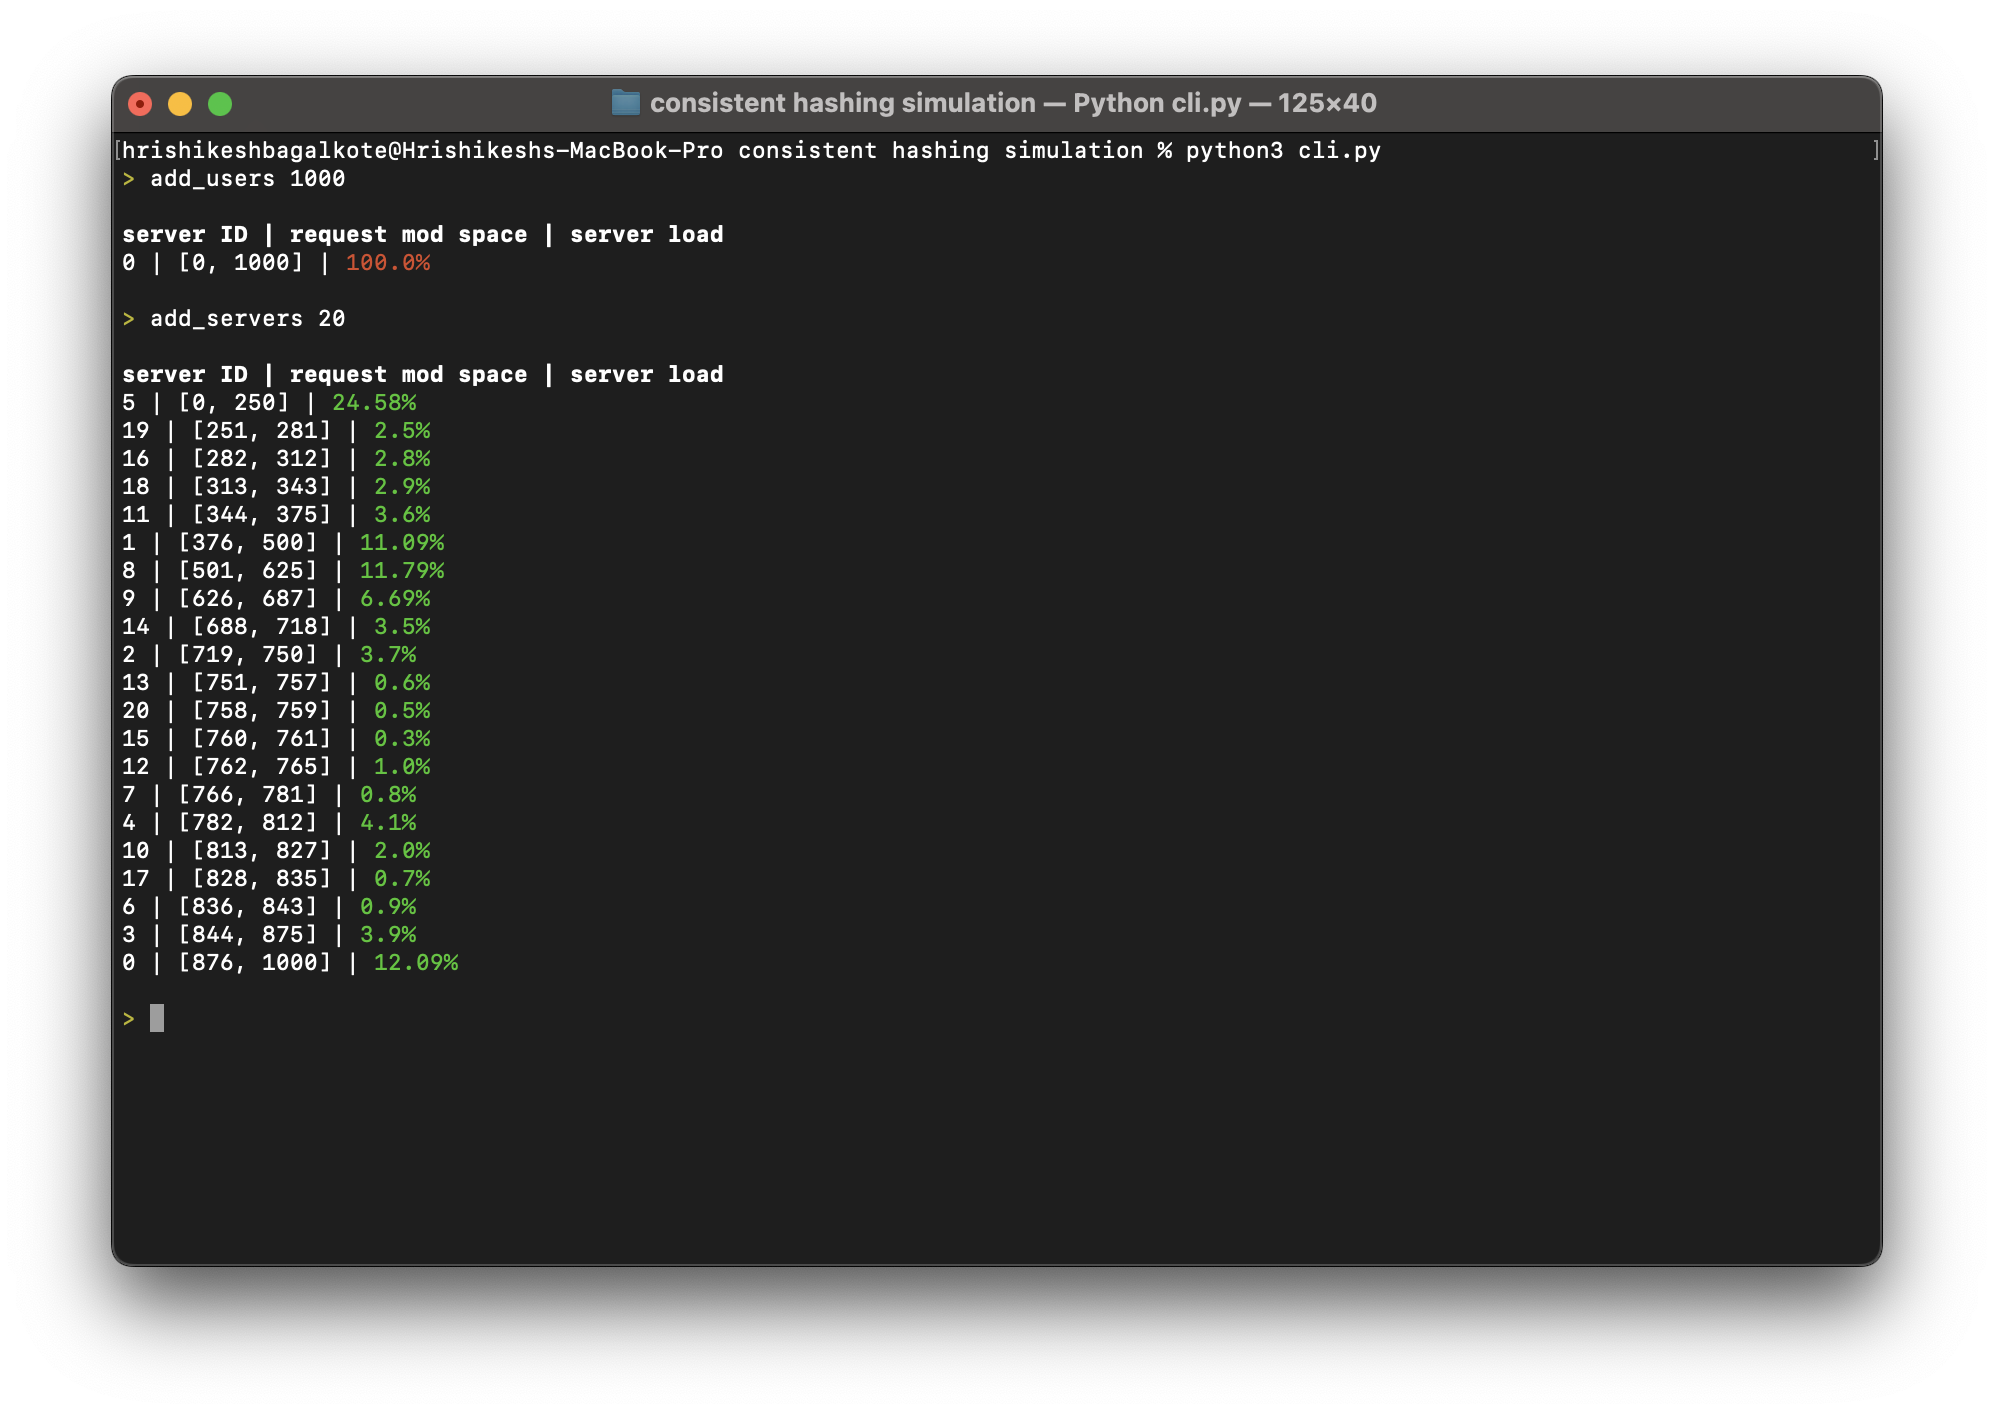 consistent hashing simulation — Python cli.py — 125×40
[hrishikeshbagalkote@Hrishikeshs-MacBook-Pro consistent hashing simulation % python3 cli.py ]
> add_users 1000
server ID | request mod space | server load
0 | [0, 1000] | 100.0%
> add_servers 20
server ID | request mod space | server load
5 | [0, 250] | 24.58%
19 | [251, 281] | 2.5%
16 | [282, 312] | 2.8%
18 | [313, 343] | 2.9%
11 | [344, 375] | 3.6%
1 | [376, 500] | 11.09%
8 | [501, 625] | 11.79%
9 | [626, 687] | 6.69%
14 | [688, 718] | 3.5%
2 | [719, 750] | 3.7%
13 | [751, 757] | 0.6%
20 | [758, 759] | 0.5%
15 | [760, 761] | 0.3%
12 | [762, 765] | 1.0%
7 | [766, 781] | 0.8%
4 | [782, 812] | 4.1%
10 | [813, 827] | 2.0%
17 | [828, 835] | 0.7%
6 | [836, 843] | 0.9%
3 | [844, 875] | 3.9%
0 | [876, 1000] | 12.09%
>